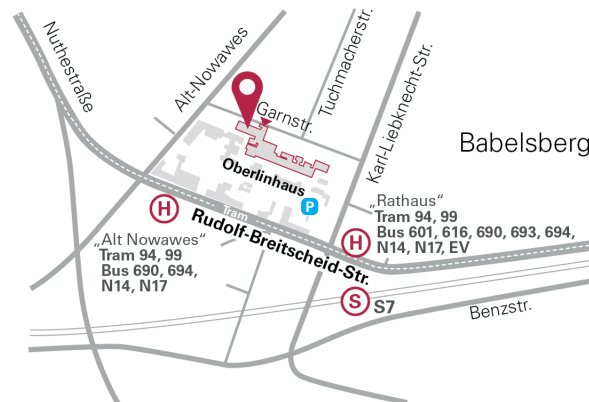 Nuthestraße
Alt-Nowawes
Tuchmacherstr.
Karl-Liebknecht-Str.
Garnstr.
Babelsberg
Oberlinhaus
P
„Rathaus“
Tram 94, 99
Bus 601, 616, 690, 693, 694,
N14, N17, EV
H
H
Tram
Rudolf-Breitscheid-Str.
„Alt Nowawes“
Tram 94, 99
Bus 690, 694,
N14, N17
S
S7
Benzstr.